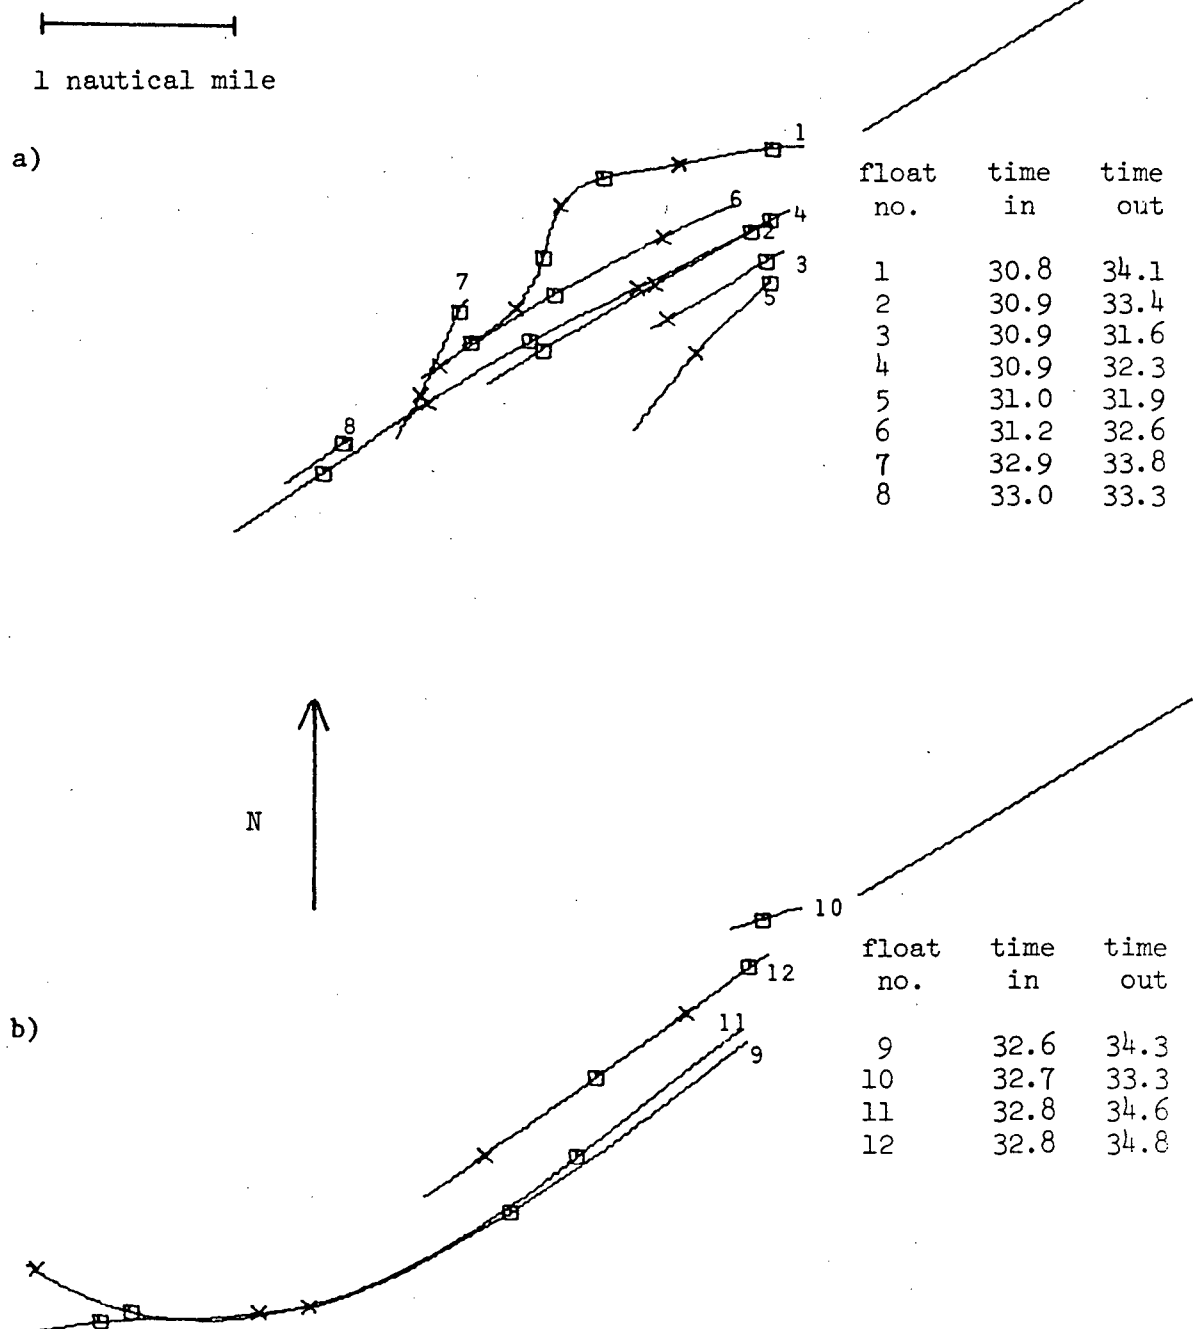 1 nautical mile
a)
1
6
4
2
3
5
7
8
float time time
no. in out
1 30.8 34.1
2 30.9 33.4
3 30.9 31.6
4 30.9 32.3
5 31.0 31.9
6 31.2 32.6
7 32.9 33.8
8 33.0 33.3
N
b)
10
12
11
9
float time time
no. in out
9 32.6 34.3
10 32.7 33.3
11 32.8 34.6
12 32.8 34.8